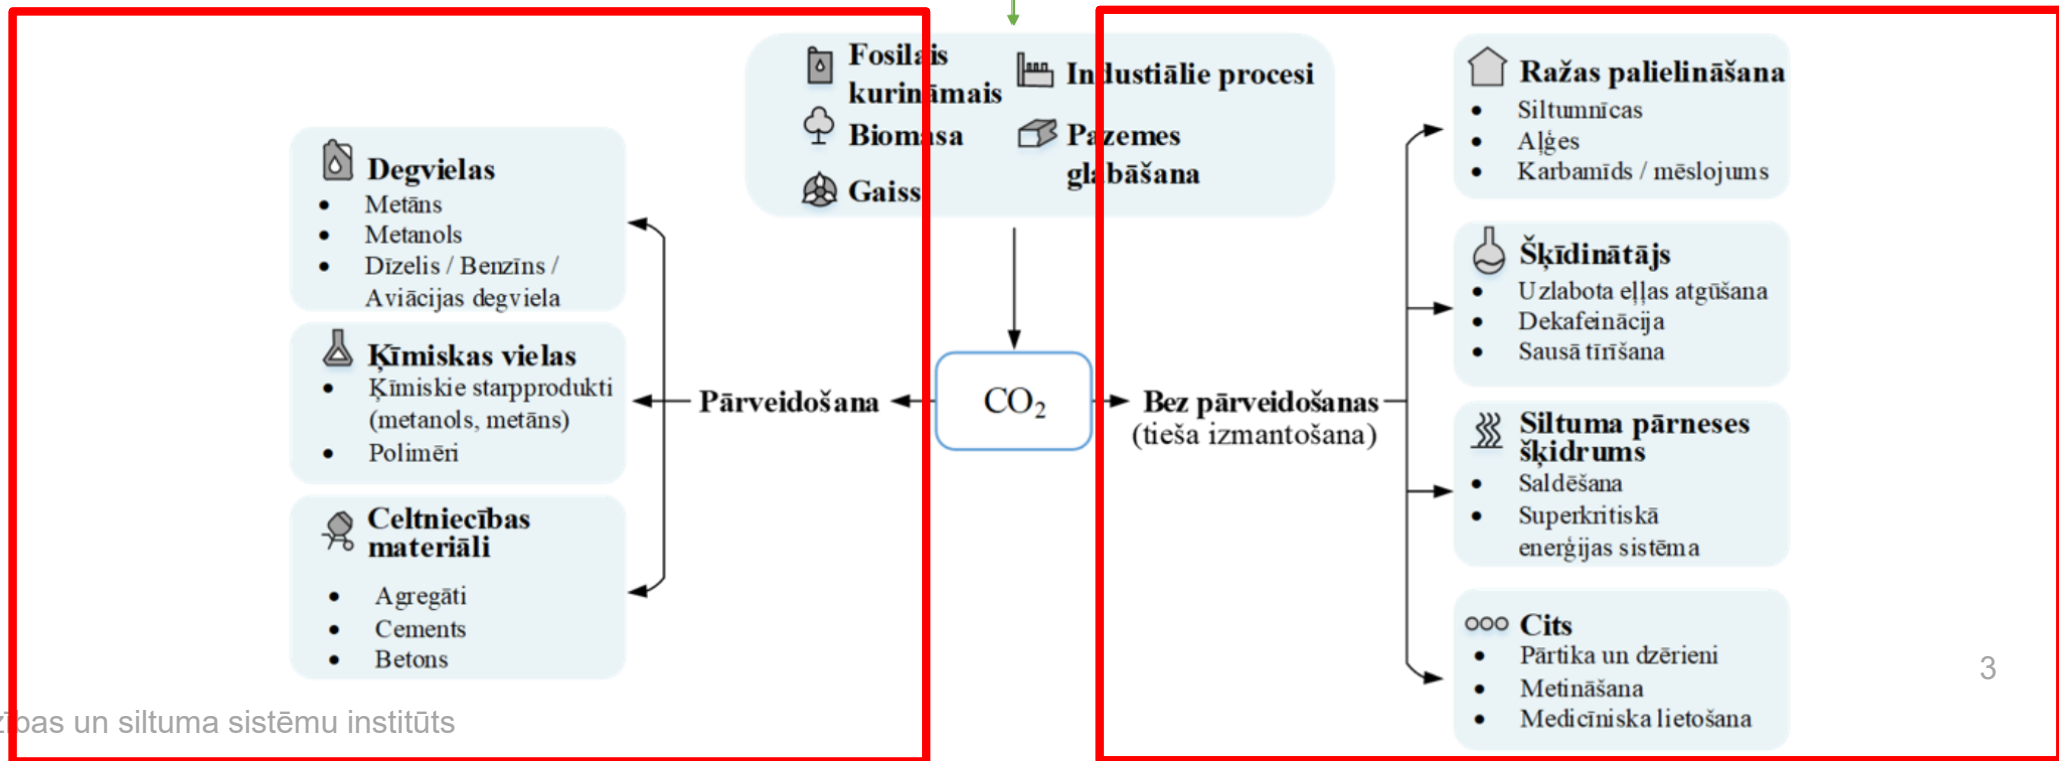 Fosilais
kurināmais
Biomasa
Gaiss
Industiālie procesi
Pazemes
glabāšana
Degvielas
• Metāns
• Metanols
• Dīzelis / Benzīns /
Aviācijas degviela
Ķīmiskas vielas
• Ķīmiskie starpprodukti
(metanols, metāns)
• Polimēri
Celtniecības
materiāli
• Agregāti
• Cements
• Betons
Pārveidošana
CO₂
Bez pārveidošanas
(tieša izmantošana)
Ražas palielināšana
• Siltumnīcas
• Aļģes
• Karbamīds / mēslojums
Šķīdinātājs
• Uzlabota eļļas atgūšana
• Dekafeinācija
• Sausā tīrīšana
Siltuma pārneses
šķidrums
• Saldēšana
• Superkritiskā
enerģijas sistēma
Cits
• Pārtika un dzērieni
• Metināšana
• Medicīniska lietošana
3
un siltuma sistēmu institūts